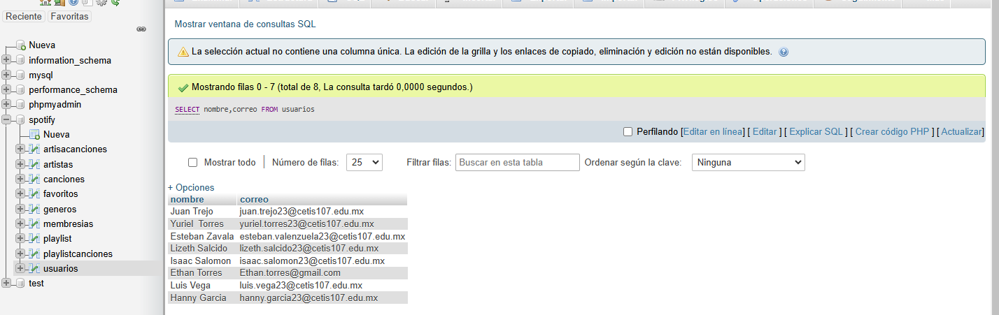 Reciente Favoritas
Nueva
information_schema
mysql
performance_schema
phpmyadmin
spotify
Nueva
artisacanciones
artistas
canciones
favoritos
generos
membresias
playlist
playlistcanciones
usuarios
test
Mostrar ventana de consultas SQL
La selección actual no contiene una columna única. La edición de la grilla y los enlaces de copiado, eliminación y edición no están disponibles.
Mostrando filas 0 - 7 (total de 8, La consulta tardó 0,0000 segundos.)
SELECT nombre,correo FROM usuarios
Perfilando [Editar en línea] [ Editar ] [ Explicar SQL ] [ Crear código PHP ] [ Actualizar]
Mostrar todo | Número de filas: 25 Filtrar filas: Buscar en esta tabla Ordenar según la clave: Ninguna
+ Opciones
nombre correo
Juan Trejo juan.trejo23@cetis107.edu.mx
Yuriel Torres yuriel.torres23@cetis107.edu.mx
Esteban Zavala esteban.valenzuela23@cetis107.edu.mx
Lizeth Salcido lizeth.salcido23@cetis107.edu.mx
Isaac Salomon isaac.salomon23@cetis107.edu.mx
Ethan Torres Ethan.torres@gmail.com
Luis Vega luis.vega23@cetis107.edu.mx
Hanny Garcia hanny.garcia23@cetis107.edu.mx